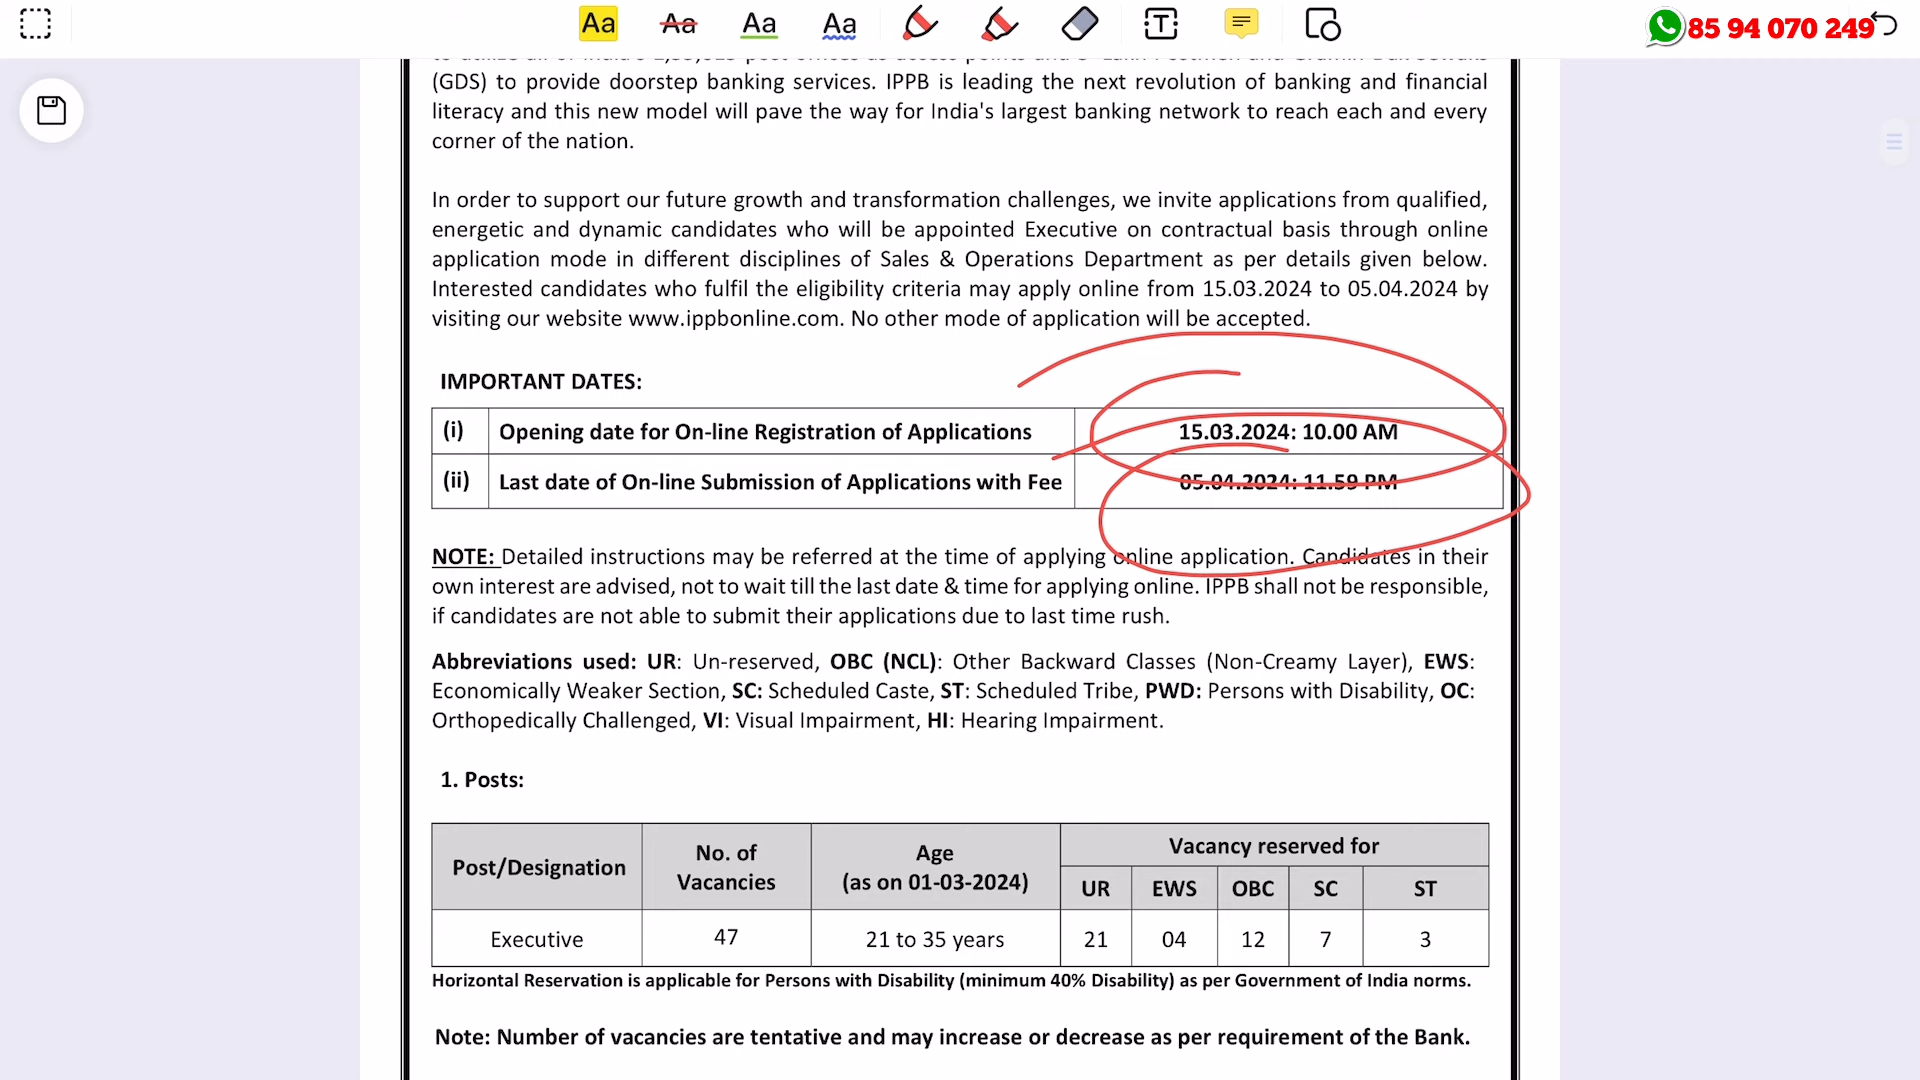 Aa Aa Aa Aa T
85 94 070 249
(GDS) to provide doorstep banking services. IPPB is leading the next revolution of banking and financial
literacy and this new model will pave the way for India's largest banking network to reach each and every
corner of the nation.
In order to support our future growth and transformation challenges, we invite applications from qualified,
energetic and dynamic candidates who will be appointed Executive on contractual basis through online
application mode in different disciplines of Sales & Operations Department as per details given below.
Interested candidates who fulfil the eligibility criteria may apply online from 15.03.2024 to 05.04.2024 by
visiting our website www.ippbonline.com. No other mode of application will be accepted.
IMPORTANT DATES:
(i) Opening date for On-line Registration of Applications 15.03.2024: 10.00 AM
(ii) Last date of On-line Submission of Applications with Fee 05.04.2024: 11.59 PM
NOTE: Detailed instructions may be referred at the time of applying online application. Candidates in their
own interest are advised, not to wait till the last date & time for applying online. IPPB shall not be responsible,
if candidates are not able to submit their applications due to last time rush.
Abbreviations used: UR: Un-reserved, OBC (NCL): Other Backward Classes (Non-Creamy Layer), EWS:
Economically Weaker Section, SC: Scheduled Caste, ST: Scheduled Tribe, PWD: Persons with Disability, OC:
Orthopedically Challenged, VI: Visual Impairment, HI: Hearing Impairment.
1. Posts:
Post/Designation No. of Vacancies Age (as on 01-03-2024) Vacancy reserved for
UR EWS OBC SC ST
Executive 47 21 to 35 years 21 04 12 7 3
Horizontal Reservation is applicable for Persons with Disability (minimum 40% Disability) as per Government of India norms.
Note: Number of vacancies are tentative and may increase or decrease as per requirement of the Bank.